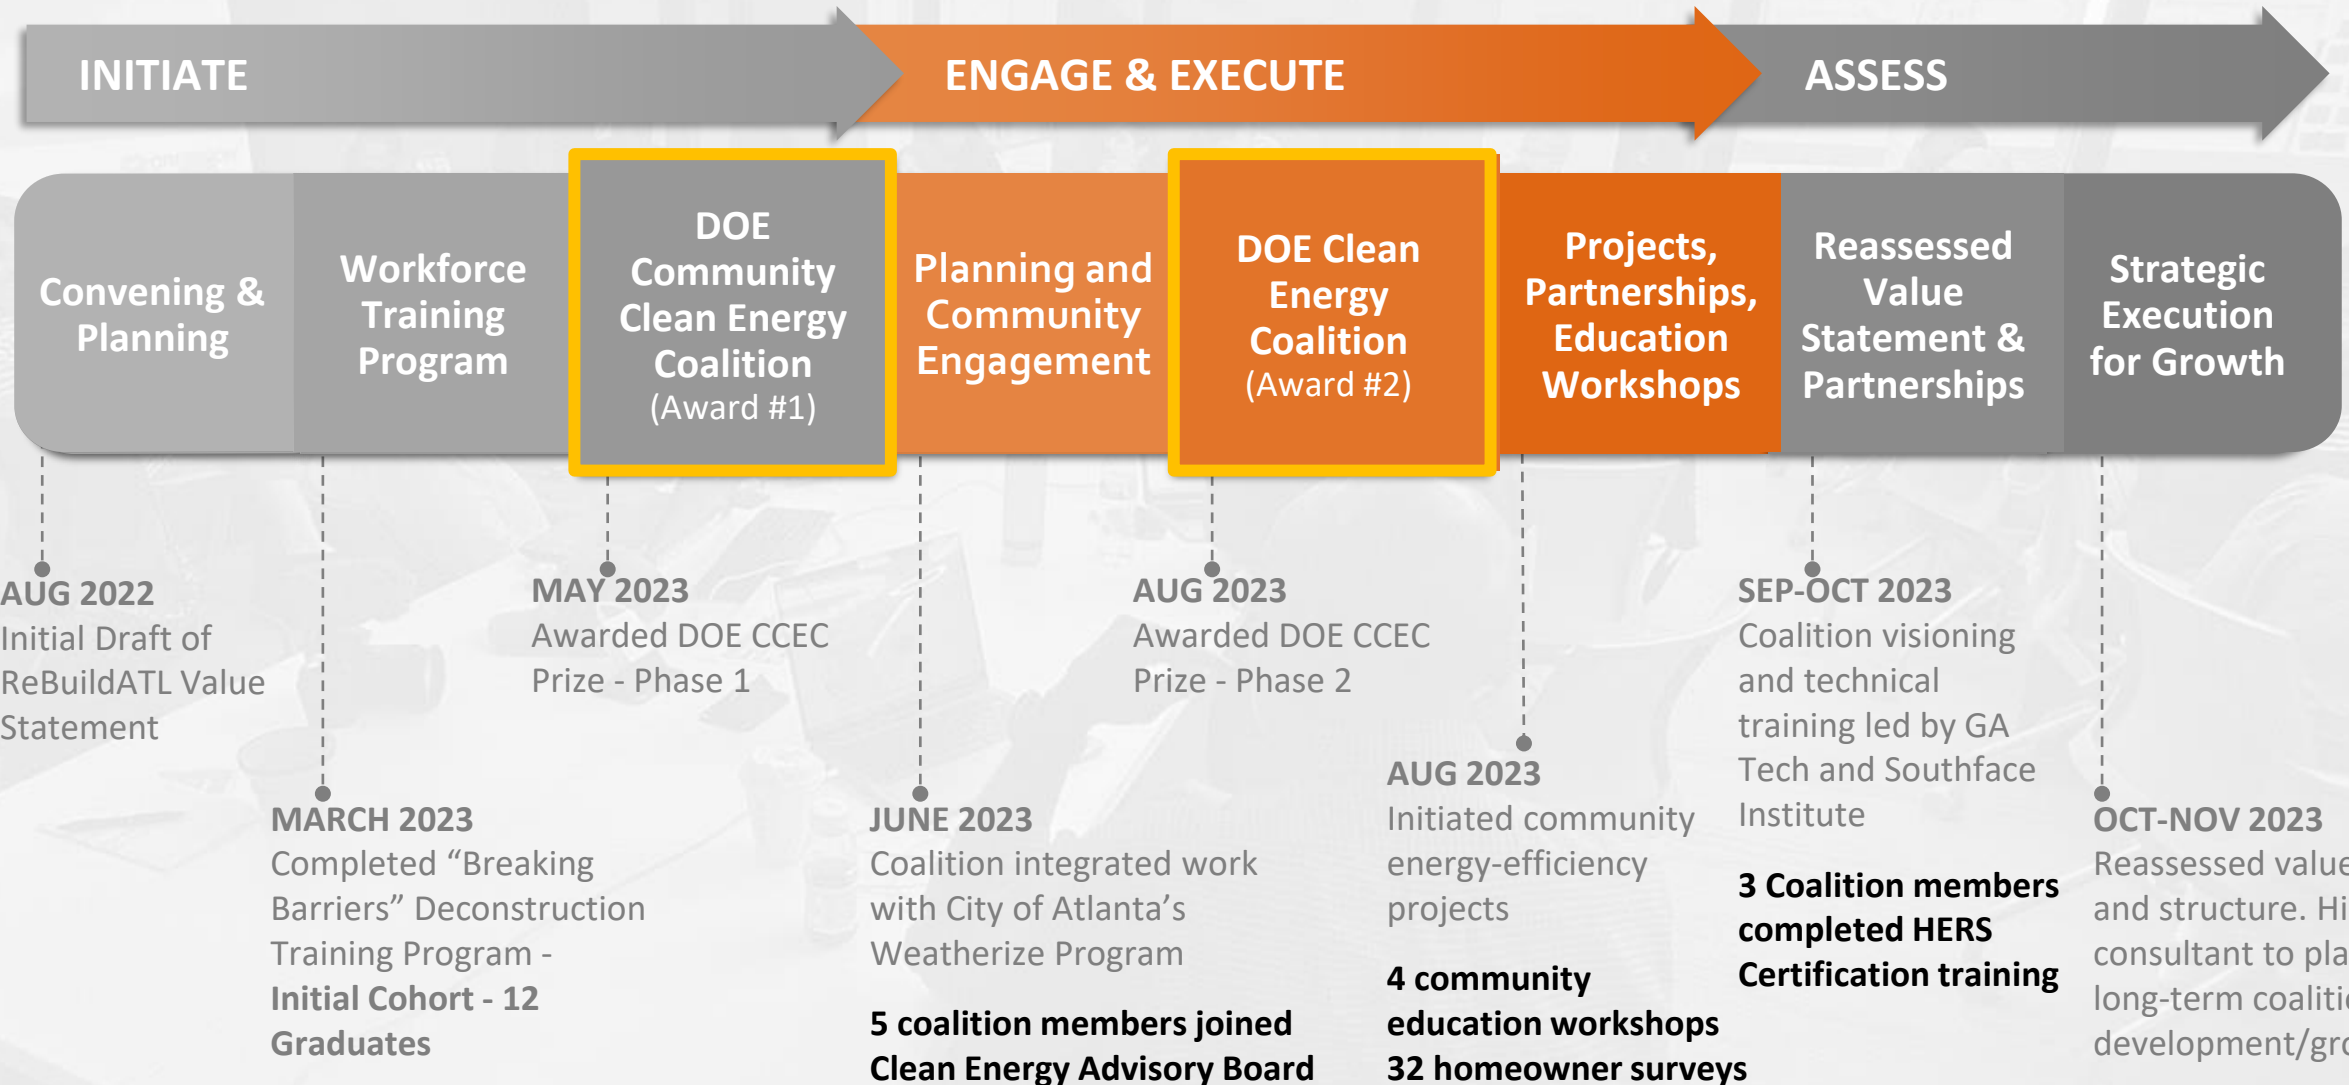 INITIATE
ENGAGE & EXECUTE
ASSESS
Convening &
Planning
Workforce
Training
Program
DOE
Community
Clean Energy
Coalition
(Award #1)
Planning and
Community
Engagement
DOE Clean
Energy
Coalition
(Award #2)
Projects,
Partnerships,
Education
Workshops
Reassessed
Value
Statement &
Partnerships
Strategic
Execution
for Growth
AUG 2022
Initial Draft of
ReBuildATL Value
Statement
MARCH 2023
Completed “Breaking
Barriers” Deconstruction
Training Program -
Initial Cohort - 12
Graduates
MAY 2023
Awarded DOE CCEC
Prize - Phase 1
JUNE 2023
Coalition integrated work
with City of Atlanta’s
Weatherize Program
5 coalition members joined
Clean Energy Advisory Board
AUG 2023
Awarded DOE CCEC
Prize - Phase 2
AUG 2023
Initiated community
energy-efficiency
projects
4 community
education workshops
32 homeowner surveys
SEP-OCT 2023
Coalition visioning
and technical
training led by GA
Tech and Southface
Institute
3 Coalition members
completed HERS
Certification training
OCT-NOV 2023
Reassessed value
and structure.
consultant to
long-term